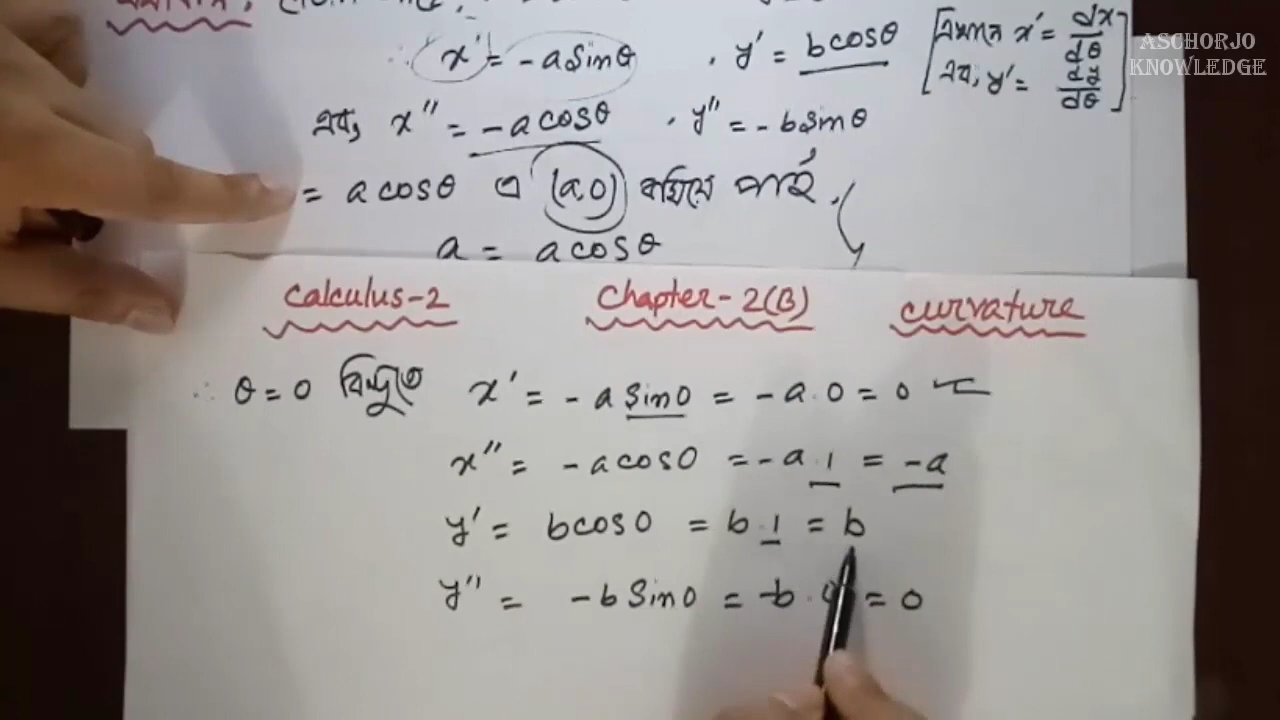 x' = -a sinθ , y' = b cosθ [এখানে x' = dx/dθ
এবং, y' = dy/dθ]
ASCHORJO
KNOWLEDGE
এবং x'' = -a cosθ , y'' = -b sinθ
= a cosθ এ (a,0) বসিয়ে পাই,
a = a cosθ
Calculus-2 Chapter-2(B) curvature
∴ θ = 0 বিন্দুতে x' = -a sin0 = -a.0 = 0
x'' = -a cos0 = -a.1 = -a
y' = b cos0 = b.1 = b
y'' = -b sin0 = -b. = 0